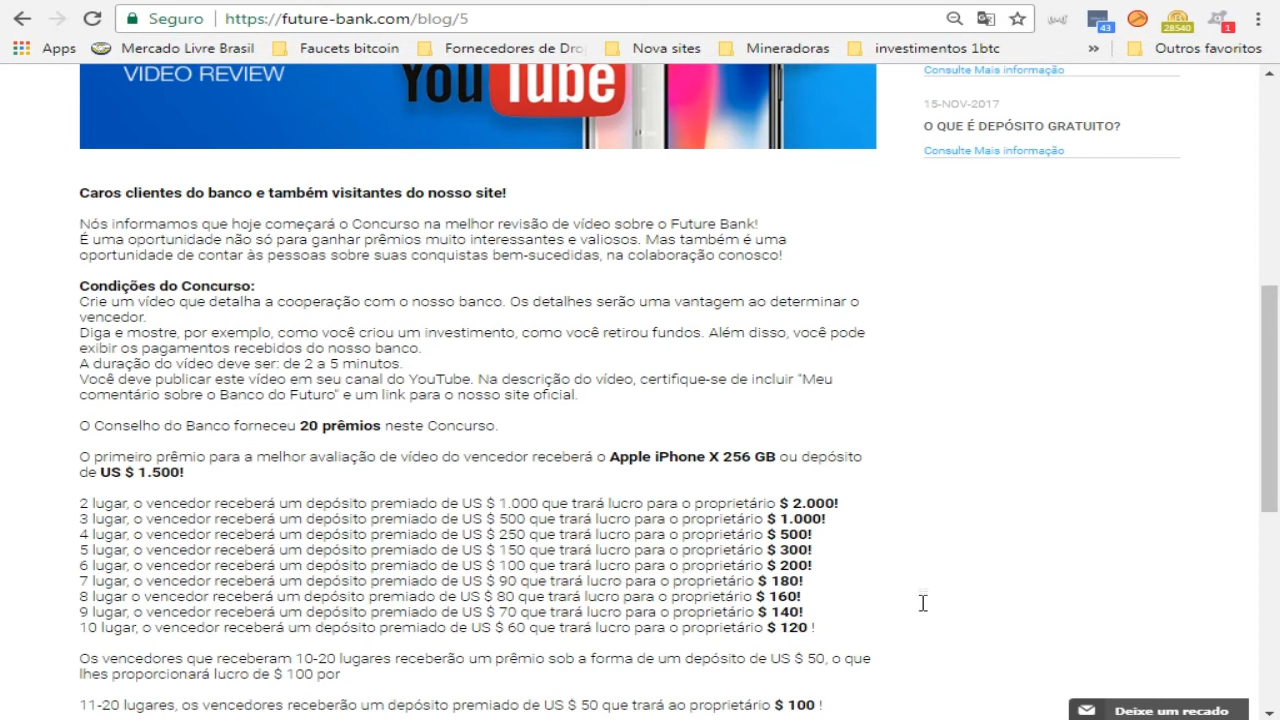 Seguro https://future-bank.com/blog/5
43 28540 1
Apps Mercado Livre Brasil Faucets bitcoin Fornecedores de Dro Nova sites Mineradoras investimentos 1btc » Outros favoritos
VIDEO REVIEW YouTube
Consulte Mais informação
15-NOV-2017
O QUE É DEPÓSITO GRATUITO?
Consulte Mais informação
Caros clientes do banco e também visitantes do nosso site!
Nós informamos que hoje começará o Concurso na melhor revisão de vídeo sobre o Future Bank!
É uma oportunidade não só para ganhar prêmios muito interessantes e valiosos. Mas também é uma
oportunidade de contar às pessoas sobre suas conquistas bem-sucedidas, na colaboração conosco!
Condições do Concurso:
Crie um vídeo que detalha a cooperação com o nosso banco. Os detalhes serão uma vantagem ao determinar o
vencedor.
Diga e mostre, por exemplo, como você criou um investimento, como você retirou fundos. Além disso, você pode
exibir os pagamentos recebidos do nosso banco.
A duração do vídeo deve ser: de 2 a 5 minutos.
Você deve publicar este vídeo em seu canal do YouTube. Na descrição do vídeo, certifique-se de incluir "Meu
comentário sobre o Banco do Futuro" e um link para o nosso site oficial.
O Conselho do Banco forneceu 20 prêmios neste Concurso.
O primeiro prêmio para a melhor avaliação de vídeo do vencedor receberá o Apple iPhone X 256 GB ou depósito
de US $ 1.500!
2 lugar, o vencedor receberá um depósito premiado de US $ 1.000 que trará lucro para o proprietário $ 2.000!
3 lugar, o vencedor receberá um depósito premiado de US $ 500 que trará lucro para o proprietário $ 1.000!
4 lugar, o vencedor receberá um depósito premiado de US $ 250 que trará lucro para o proprietário $ 500!
5 lugar, o vencedor receberá um depósito premiado de US $ 150 que trará lucro para o proprietário $ 300!
6 lugar, o vencedor receberá um depósito premiado de US $ 100 que trará lucro para o proprietário $ 200!
7 lugar, o vencedor receberá um depósito premiado de US $ 90 que trará lucro para o proprietário $ 180!
8 lugar o vencedor receberá um depósito premiado de US $ 80 que trará lucro para o proprietário $ 160!
9 lugar, o vencedor receberá um depósito premiado de US $ 70 que trará lucro para o proprietário $ 140!
10 lugar, o vencedor receberá um depósito premiado de US $ 60 que trará lucro para o proprietário $ 120 !
Os vencedores que receberam 10-20 lugares receberão um prêmio sob a forma de um depósito de US $ 50, o que
lhes proporcionará lucro de $ 100 por
11-20 lugares, os vencedores receberão um depósito premiado de US $ 50 que trará ao proprietário $ 100 !
Deixe um recado